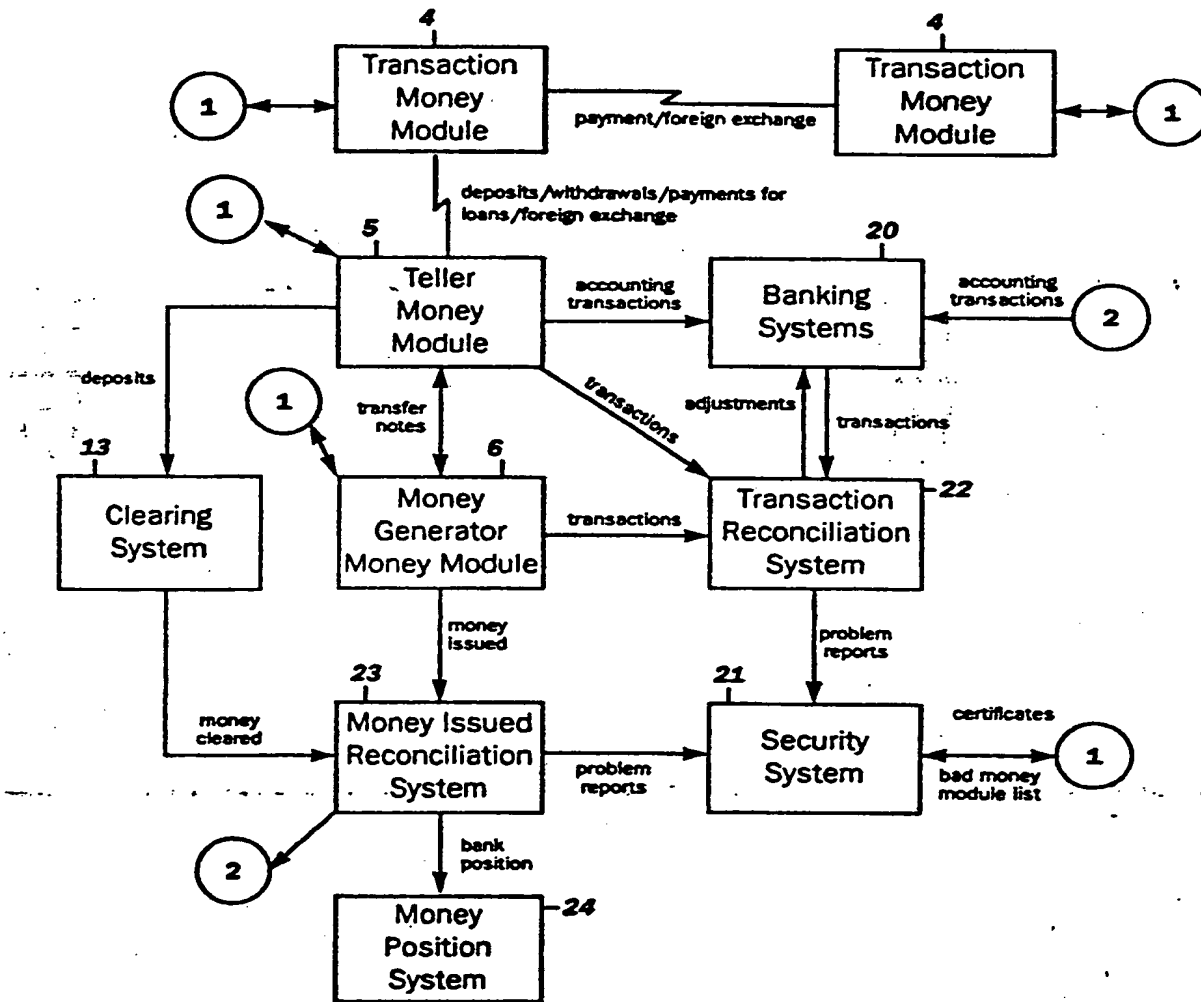 4
4
Transaction
Money
Module
Transaction
Money
Module
1
1
payment/foreign exchange
deposits/withdrawals/payments for
loans/foreign exchange
1
5
20
Teller
Money
Module
accounting
transactions
Banking
Systems
accounting
transactions
2
deposits
1
transfer
notes
transactions
adjustments
transactions
13
6
22
Clearing
System
Money
Generator
Money Module
transactions
Transaction
Reconciliation
System
money
issued
problem
reports
23
21
money
cleared
Money Issued
Reconciliation
System
problem
reports
Security
System
certificates
1
bad money
module list
2
bank
position
24
Money
Position
System